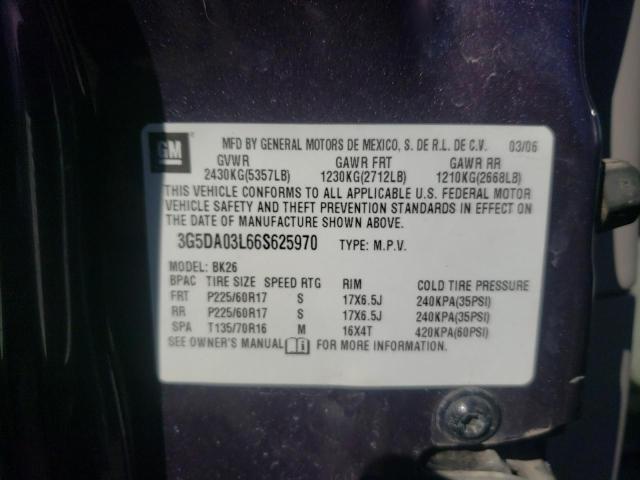 GM ® MFD BY GENERAL MOTORS DE MEXICO, S. DE R.L. DE C.V. 03/06
GVWR GAWR FRT GAWR RR
2430KG(5357LB) 1230KG(2712LB) 1210KG(2668LB)
THIS VEHICLE CONFORMS TO ALL APPLICABLE U.S. FEDERAL MOTOR
VEHICLE SAFETY AND THEFT PREVENTION STANDARDS IN EFFECT ON
THE DATE OF MANUFACTURE SHOWN ABOVE.
3G5DA03L66S625970 TYPE: M.P.V.
MODEL: BK26
BPAC TIRE SIZE SPEED RTG RIM COLD TIRE PRESSURE
FRT P225/60R17 S 17X6.5J 240KPA(35PSI)
RR P225/60R17 S 17X6.5J 240KPA(35PSI)
SPA T135/70R16 M 16X4T 420KPA(60PSI)
SEE OWNER'S MANUAL FOR MORE INFORMATION.